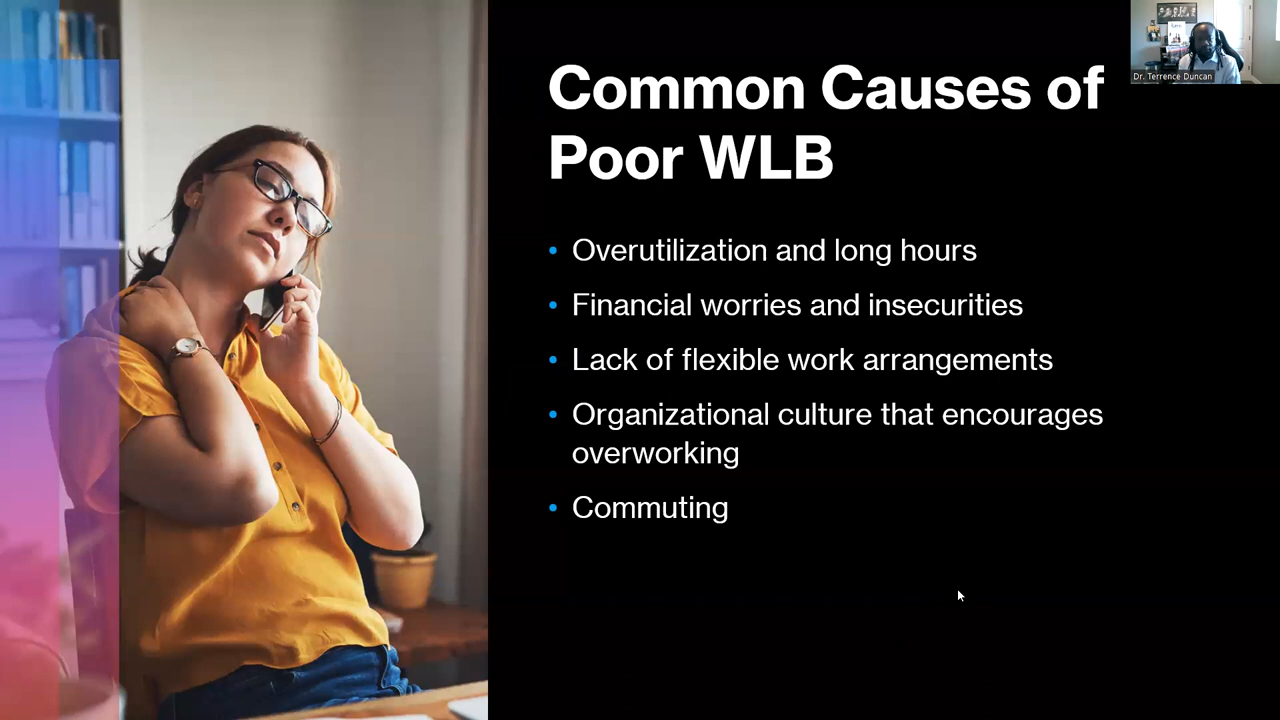 Common Causes of
Poor WLB
• Overutilization and long hours
• Financial worries and insecurities
• Lack of flexible work arrangements
• Organizational culture that encourages
overworking
• Commuting
Dr. Terrence Duncan